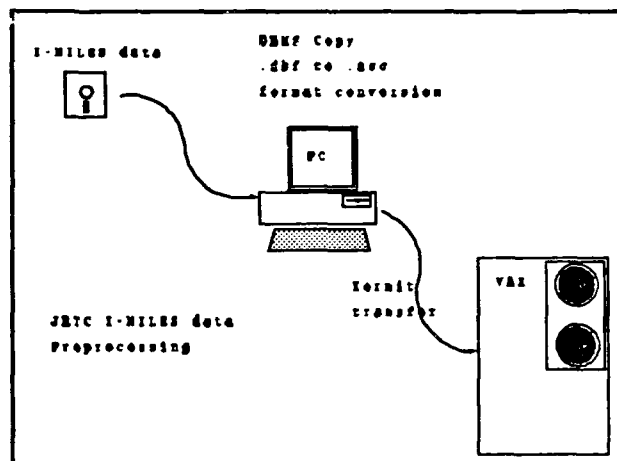 I-MILES data
DBMS Copy
.dbf to .asc
format conversion
PC
Kermit
transfer
VAX
JRTC I-MILES data
Preprocessing